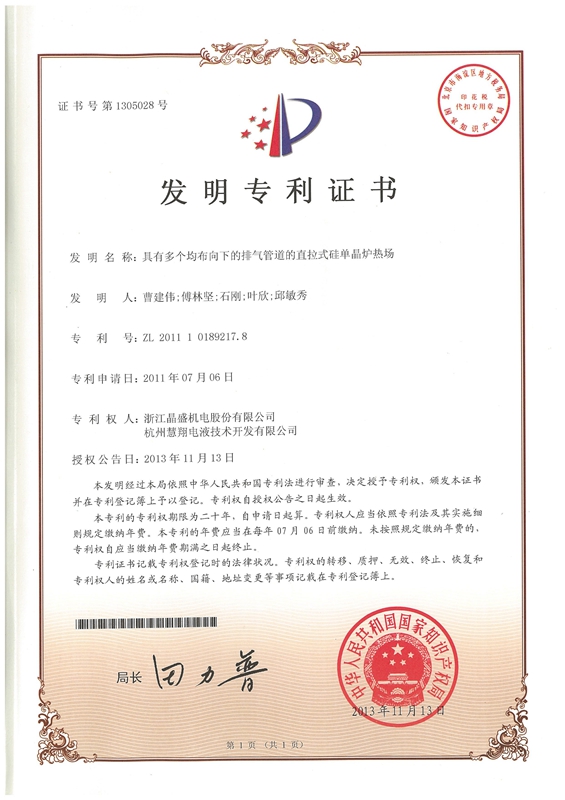 证书号第1305028号
北京市海淀区地方税务局
印花税
代扣专用章
国家知识产权局
发明专利证书
发明名称：具有多个均布向下的排气管道的直拉式硅单晶炉热场
发明人：曹建伟;傅林坚;石刚;叶欣;邱敏秀
专利号：ZL 2011 1 0189217.8
专利申请日：2011年07月06日
专利权人：浙江晶盛机电股份有限公司
杭州慧翔电液技术开发有限公司
授权公告日：2013年11月13日
本发明经过本局依照中华人民共和国专利法进行审查，决定授予专利权，颁发本证书
并在专利登记簿上予以登记。专利权自授权公告之日起生效。
本专利的专利权期限为二十年，自申请日起算。专利权人应当依照专利法及其实施细
则规定缴纳年费。本专利的年费应当在每年07月06日前缴纳。未按照规定缴纳年费的，
专利权自应当缴纳年费期满之日起终止。
专利证书记载专利权登记时的法律状况。专利权的转移、质押、无效、终止、恢复和
专利权人的姓名或名称、国籍、地址变更等事项记载在专利登记簿上。
局长 田力普
中华人民共和国国家知识产权局
2013年11月13日
第1页（共1页）